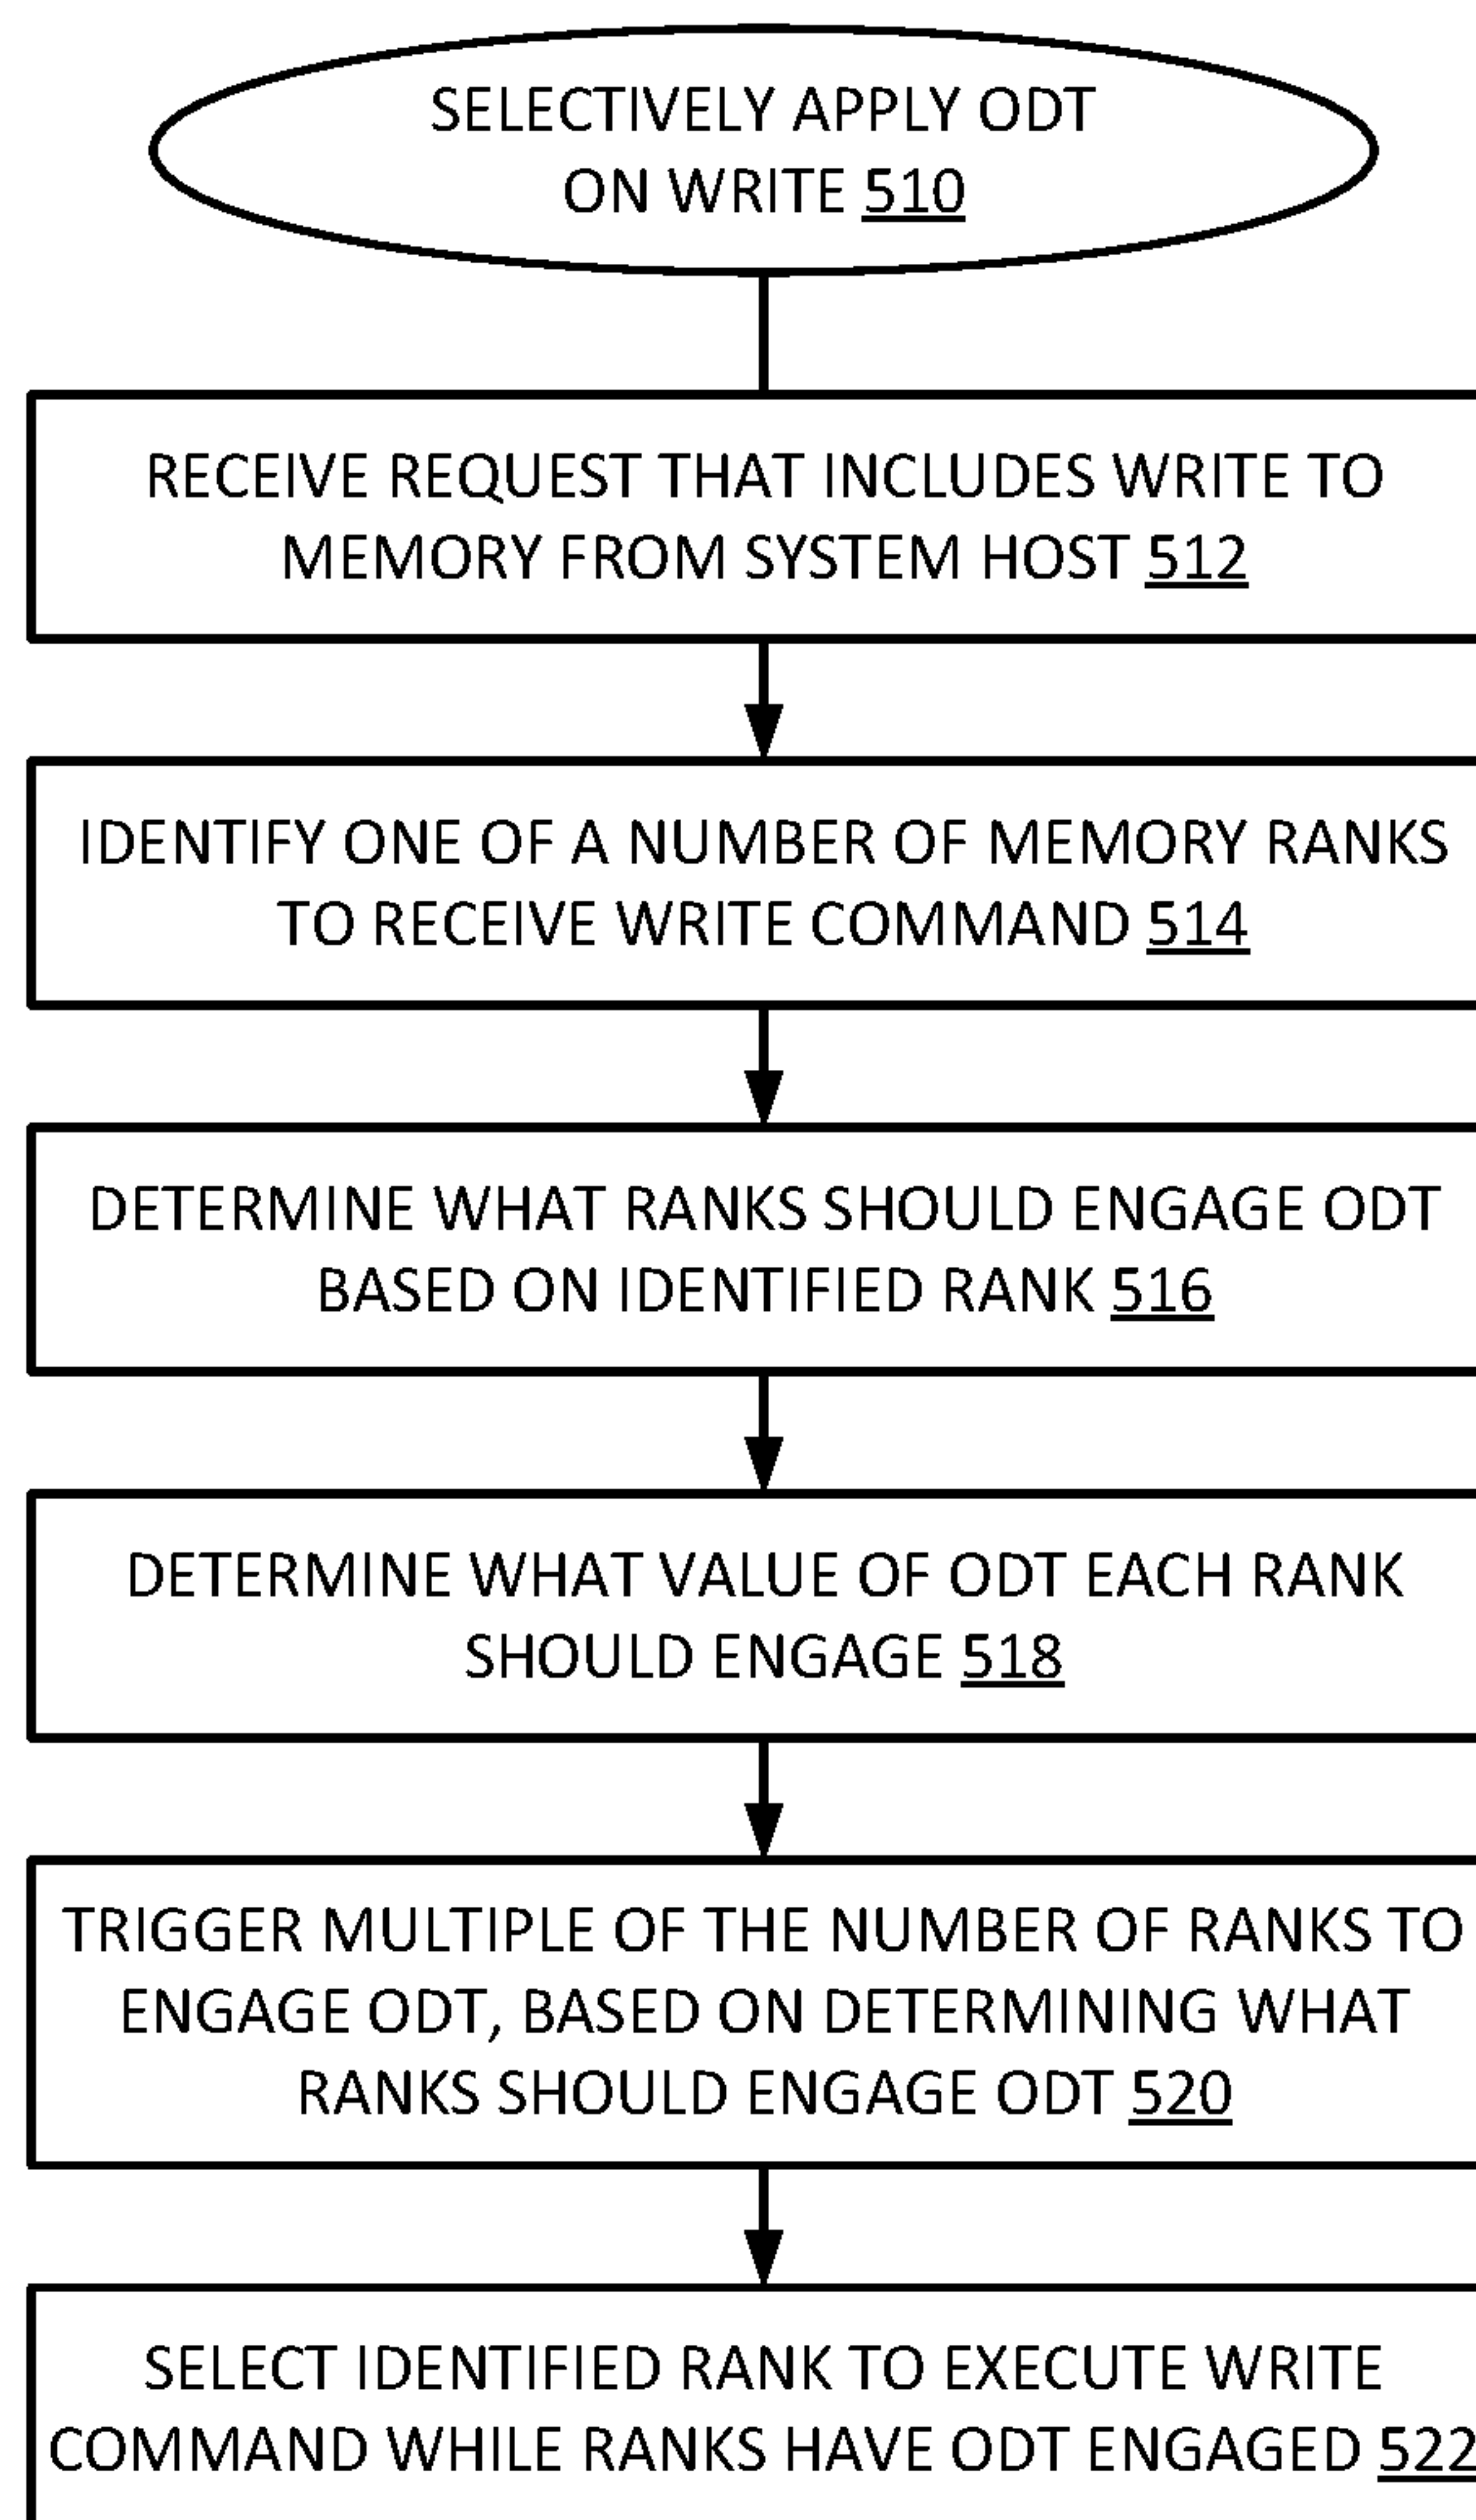 SELECTIVELY APPLY ODT
ON WRITE 510
RECEIVE REQUEST THAT INCLUDES WRITE TO
MEMORY FROM SYSTEM HOST 512
IDENTIFY ONE OF A NUMBER OF MEMORY RANKS
TO RECEIVE WRITE COMMAND 514
DETERMINE WHAT RANKS SHOULD ENGAGE ODT
BASED ON IDENTIFIED RANK 516
DETERMINE WHAT VALUE OF ODT EACH RANK
SHOULD ENGAGE 518
TRIGGER MULTIPLE OF THE NUMBER OF RANKS TO
ENGAGE ODT, BASED ON DETERMINING WHAT
RANKS SHOULD ENGAGE ODT 520
SELECT IDENTIFIED RANK TO EXECUTE WRITE
COMMAND WHILE RANKS HAVE ODT ENGAGED 522